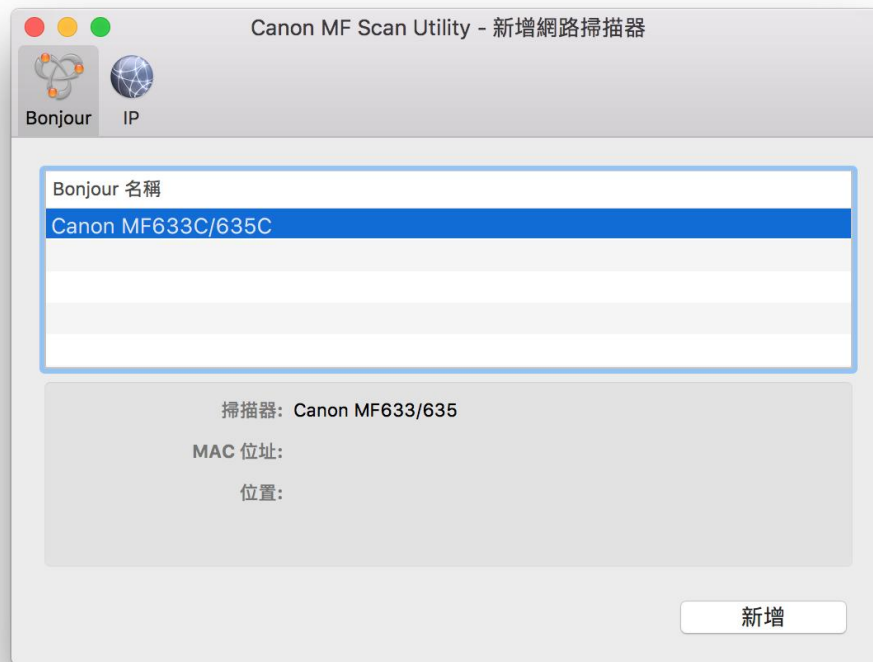 Canon MF Scan Utility - 新增網路掃描器
Bonjour IP
Bonjour 名稱
Canon MF633C/635C
掃描器: Canon MF633/635
MAC 位址:
位置:
新增